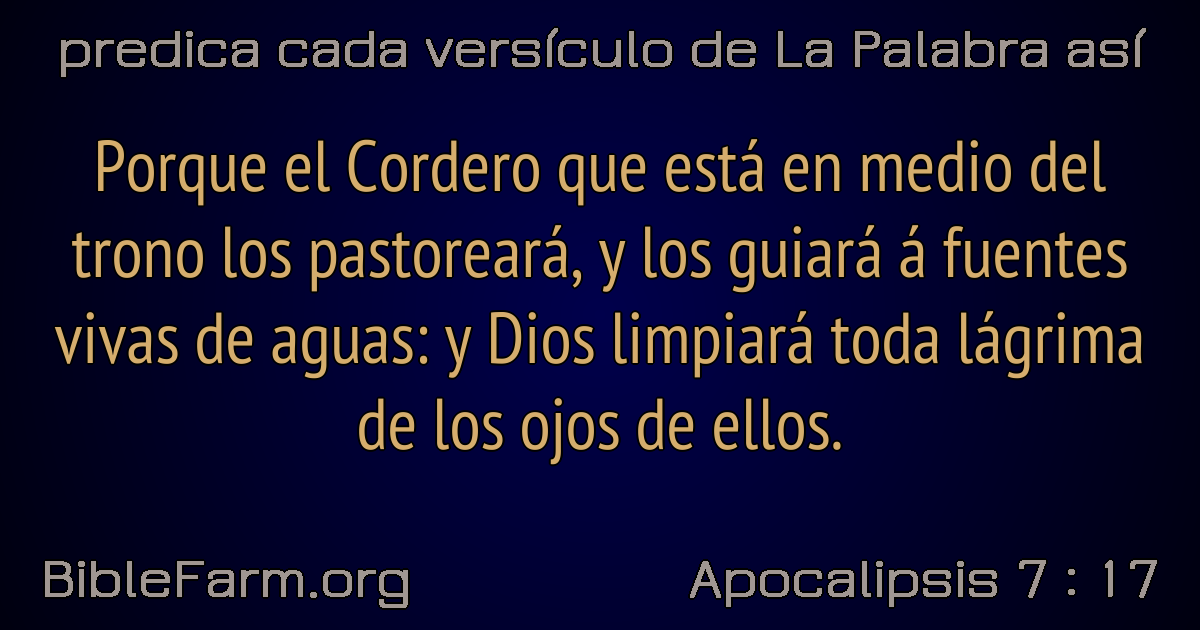 predica cada versículo de La Palabra así
Porque el Cordero que está en medio del
trono los pastoreará, y los guiará á fuentes
vivas de aguas: y Dios limpiará toda lágrima
de los ojos de ellos.
BibleFarm.org
Apocalipsis 7 : 17